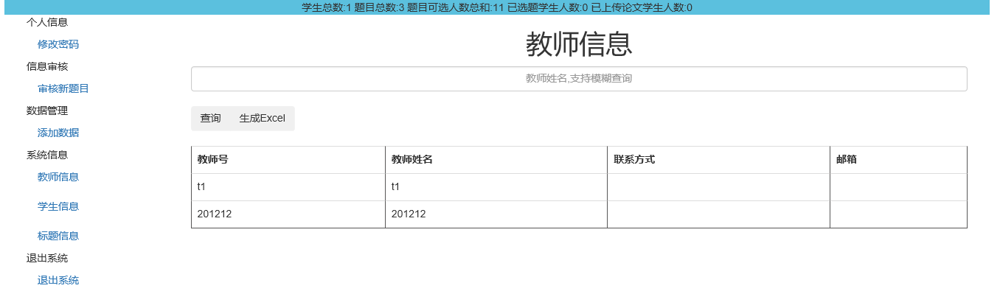 学生总数:1 题目总数:3 题目可选人数总和:11 已选题学生人数:0 已上传论文学生人数:0
个人信息
修改密码
信息审核
审核新题目
数据管理
添加数据
系统信息
教师信息
学生信息
标题信息
退出系统
退出系统
教师信息
教师姓名,支持模糊查询
查询 生成Excel
教师号 教师姓名 联系方式 邮箱
t1 t1
201212 201212